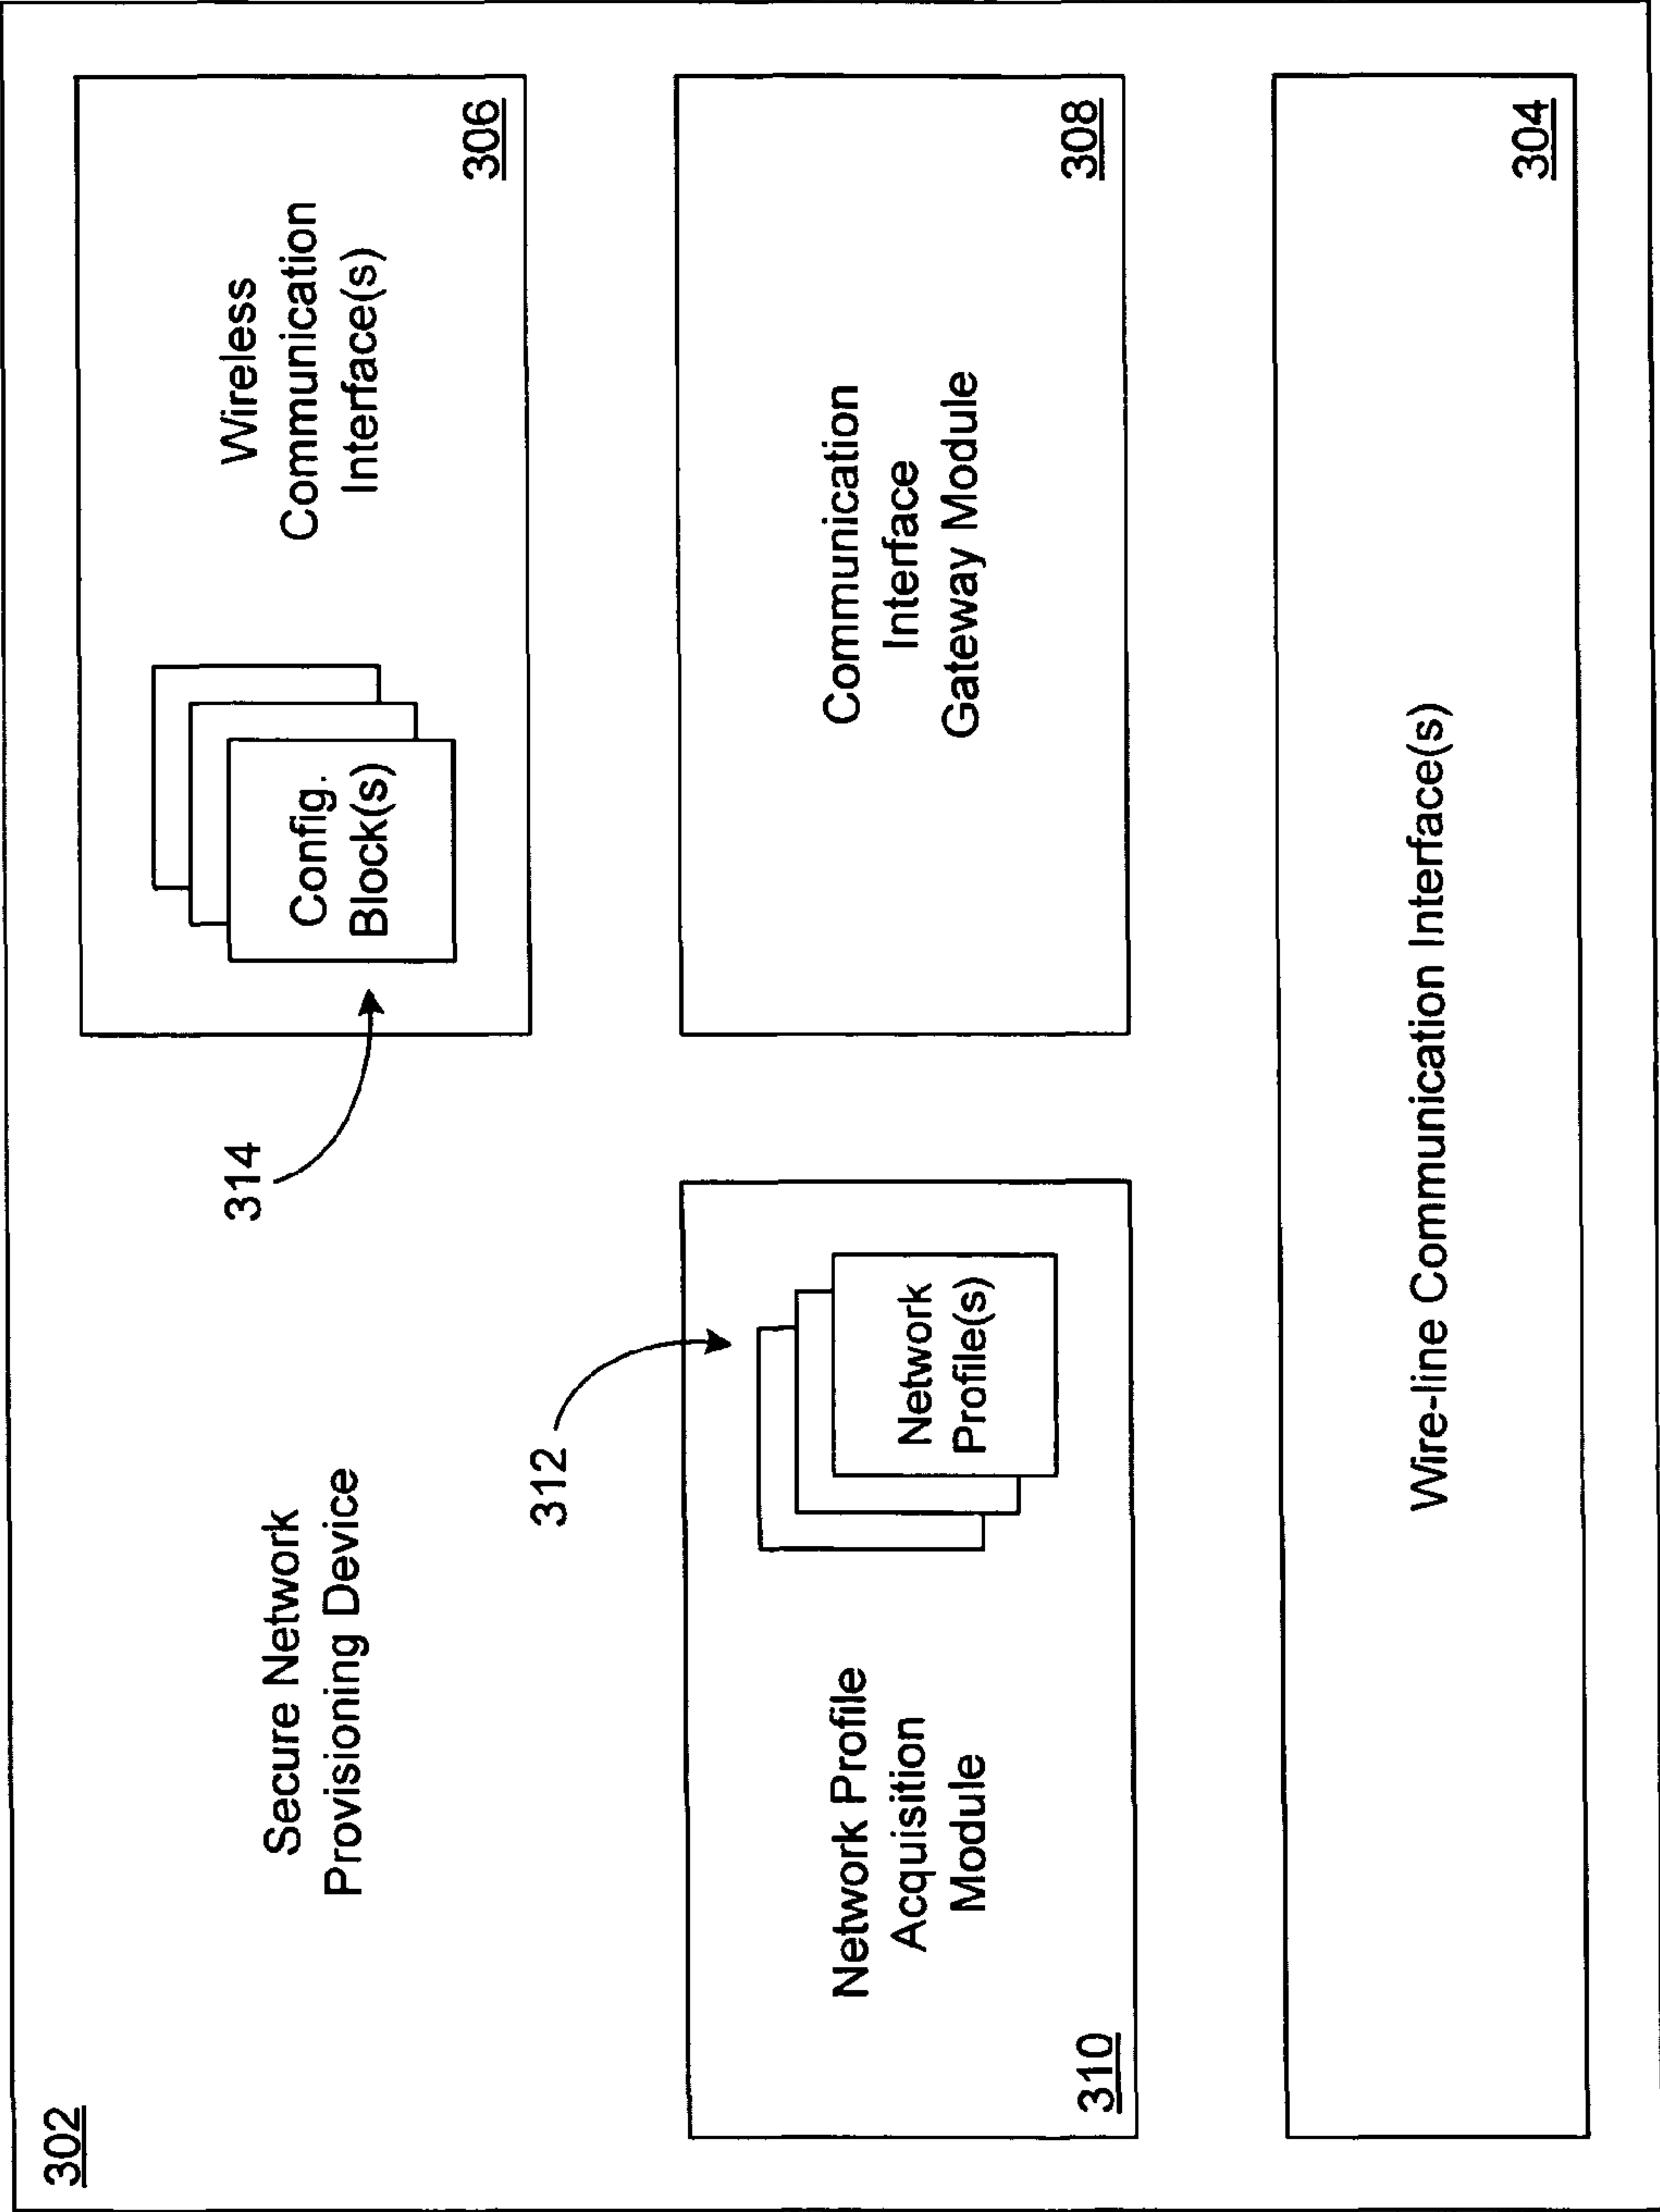 302
Secure Network
Provisioning Device
314
Config.
Block(s)
Wireless
Communication
Interface(s)
306
312
Network Profile
Acquisition
Module
Network
Profile(s)
310
Communication
Interface
Gateway Module
308
Wire-line Communication Interface(s)
304